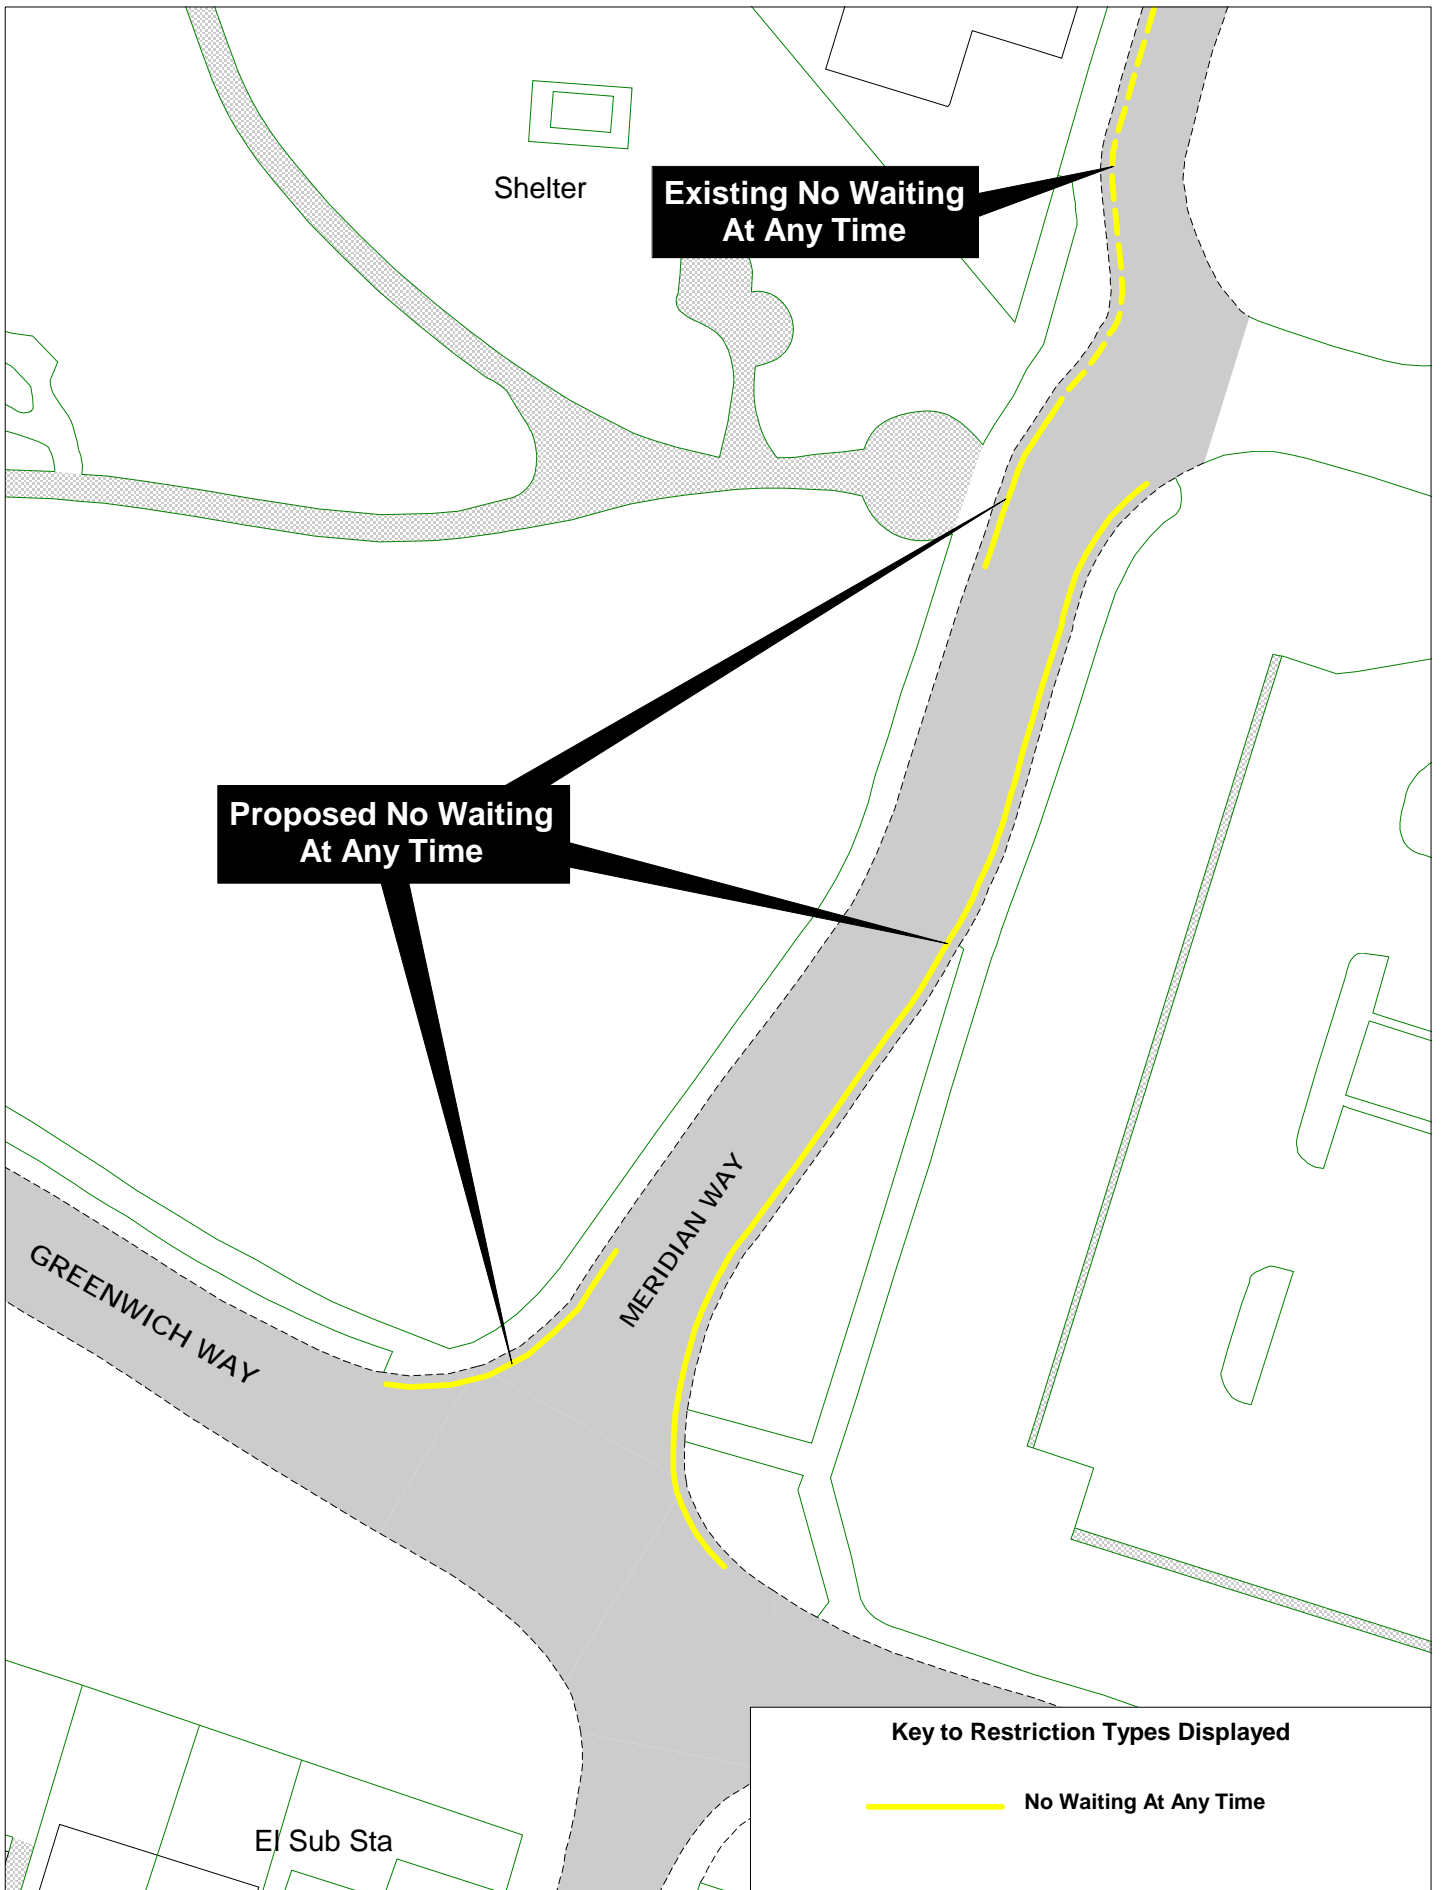 Shelter
Existing No Waiting
At Any Time
Proposed No Waiting
At Any Time
MERIDIAN WAY
GREENWICH WAY
Key to Restriction Types Displayed
No Waiting At Any Time
El Sub Sta